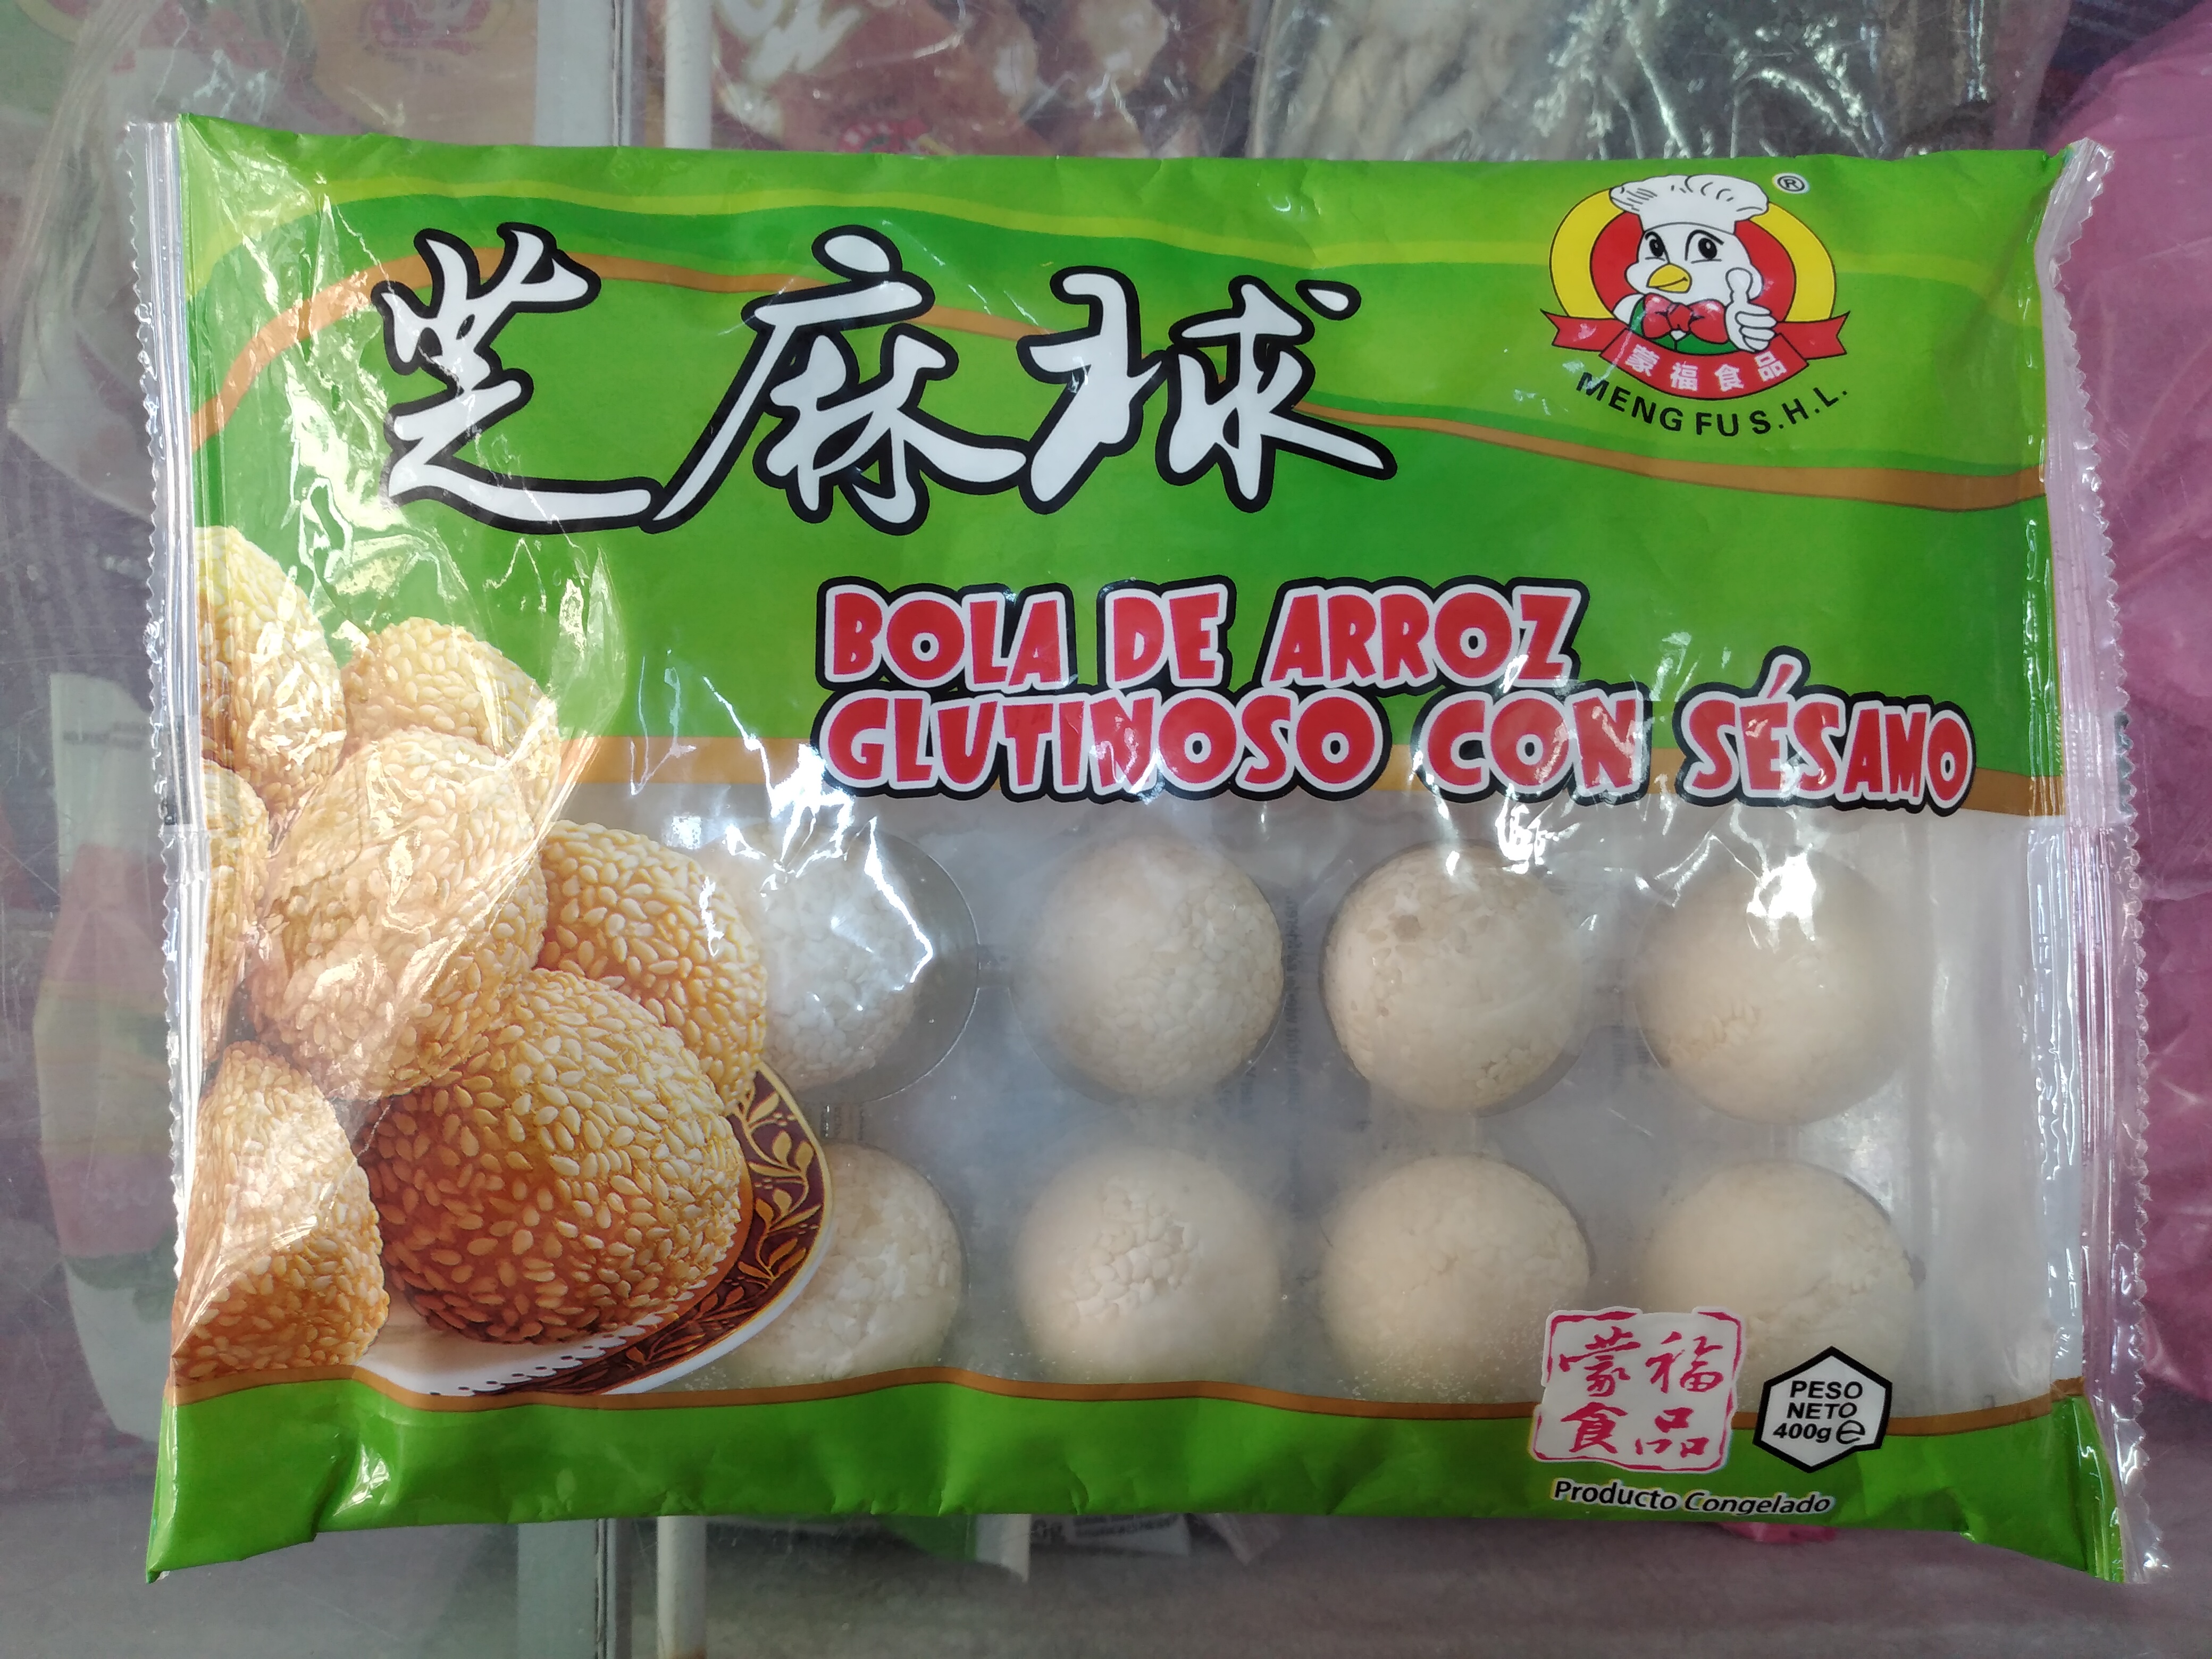 芝麻球
®
蒙福食品
MENG FU S.H.L.
BOLA DE ARROZ
GLUTINOSO CON SÉSAMO
蒙福
食品
PESO
NETO
400g e
Producto Congelado